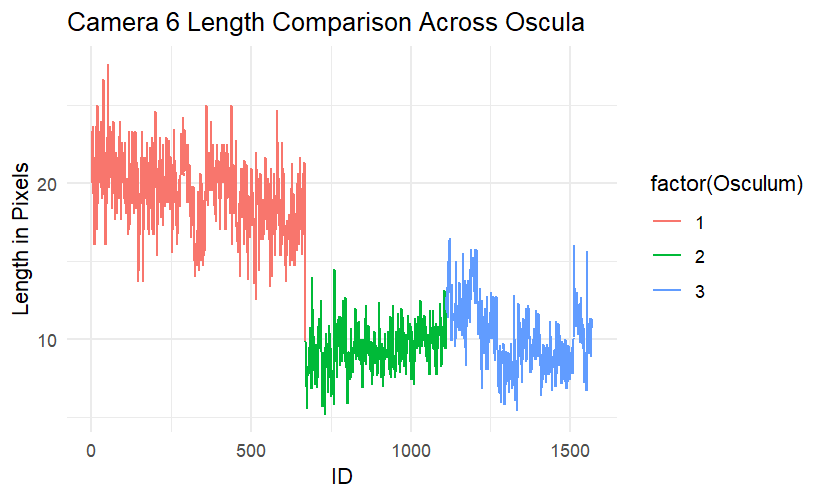 Camera 6 Length Comparison Across Oscula
Length in Pixels
20
10
0
500
1000
1500
ID
factor(Osculum)
1
2
3